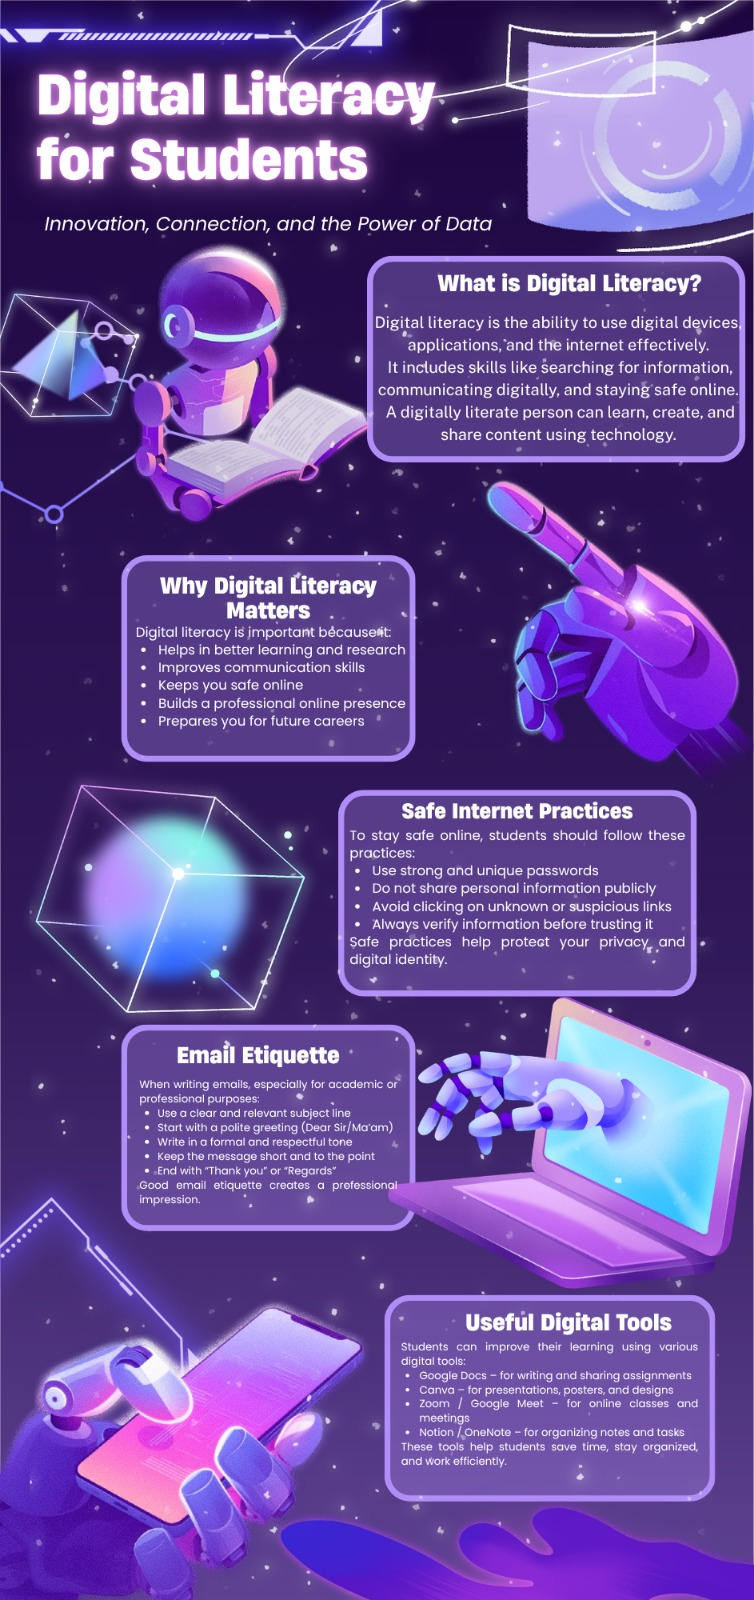 Digital Literacy
for Students
Innovation, Connection, and the Power of Data
What is Digital Literacy?
Digital literacy is the ability to use digital devices,
applications, and the internet effectively.
It includes skills like searching for information,
communicating digitally, and staying safe online.
A digitally literate person can learn, create, and
share content using technology.
Why Digital Literacy
Matters
Digital literacy is important because it:
• Helps in better learning and research
• Improves communication skills
• Keeps you safe online
• Builds a professional online presence
• Prepares you for future careers
Safe Internet Practices
To stay safe online, students should follow these
practices:
• Use strong and unique passwords
• Do not share personal information publicly
• Avoid clicking on unknown or suspicious links
• Always verify information before trusting it
Safe practices help protect your privacy and
digital identity.
Email Etiquette
When writing emails, especially for academic or
professional purposes:
• Use a clear and relevant subject line
• Start with a polite greeting (Dear Sir/Ma'am)
• Write in a formal and respectful tone
• Keep the message short and to the point
• End with "Thank you" or "Regards"
Good email etiquette creates a professional
impression.
Useful Digital Tools
Students can improve their learning using various
digital tools:
• Google Docs – for writing and sharing assignments
• Canva – for presentations, posters, and designs
• Zoom / Google Meet – for online classes and
meetings
• Notion / OneNote – for organizing notes and tasks
These tools help students save time, stay organized,
and work efficiently.